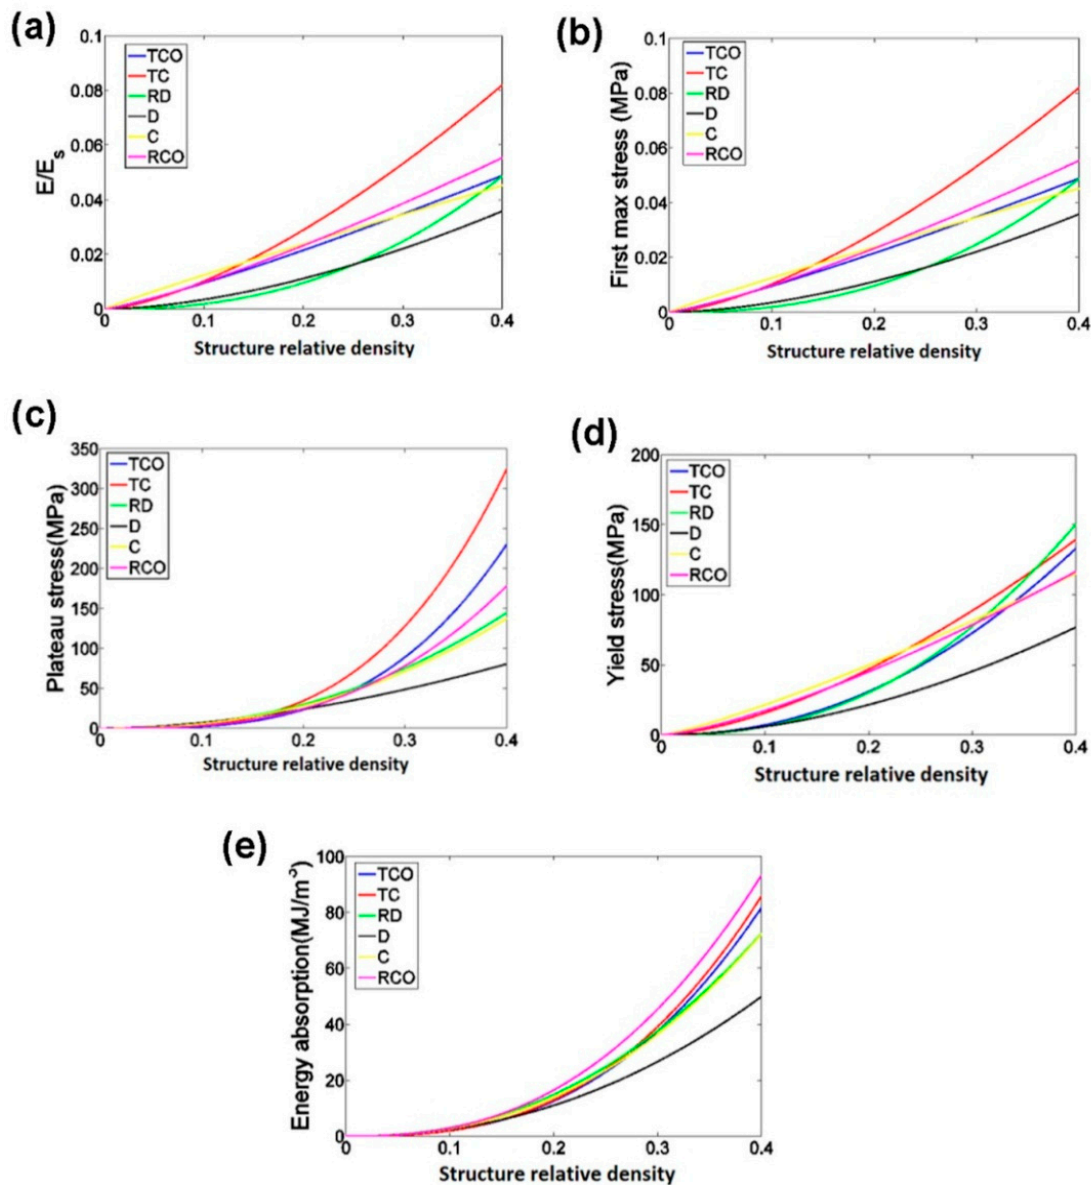 (a)
0.1
0.08
0.06
0.04
0.02
0
E/Es
TCO
TC
RD
D
C
RCO
0
0.1
0.2
0.3
0.4
Structure relative density
(b)
0.1
0.08
0.06
0.04
0.02
0
First max stress (MPa)
TCO
TC
RD
D
C
RCO
0
0.1
0.2
0.3
0.4
Structure relative density
(c)
350
300
250
200
150
100
50
0
Plateau stress(MPa)
TCO
TC
RD
D
C
RCO
0
0.1
0.2
0.3
0.4
Structure relative density
(d)
200
150
100
50
0
Yield stress(MPa)
TCO
TC
RD
D
C
RCO
0
0.1
0.2
0.3
0.4
Structure relative density
(e)
100
80
60
40
20
0
Energy absorption(MJ/m³)
TCO
TC
RD
D
C
RCO
0
0.1
0.2
0.3
0.4
Structure relative density